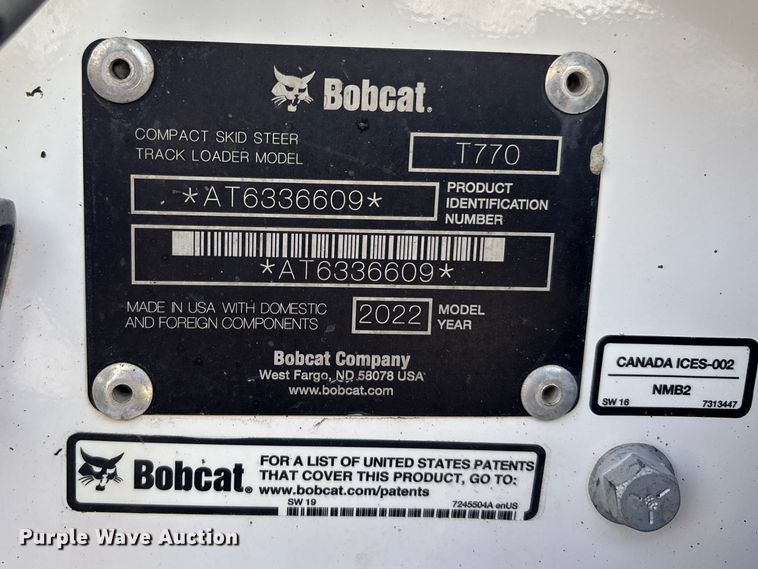 Bobcat.
COMPACT SKID STEER
TRACK LOADER MODEL
T770
*AT6336609*
PRODUCT
IDENTIFICATION
NUMBER
*AT6336609*
MADE IN USA WITH DOMESTIC
AND FOREIGN COMPONENTS
2022
MODEL
YEAR
Bobcat Company
West Fargo, ND 58078 USA
www.bobcat.com
CANADA ICES-002
NMB2
SW 16 7313447
Bobcat.
FOR A LIST OF UNITED STATES PATENTS
THAT COVER THIS PRODUCT, GO TO:
www.bobcat.com/patents
SW 19 7245504A enUS
Purple Wave Auction